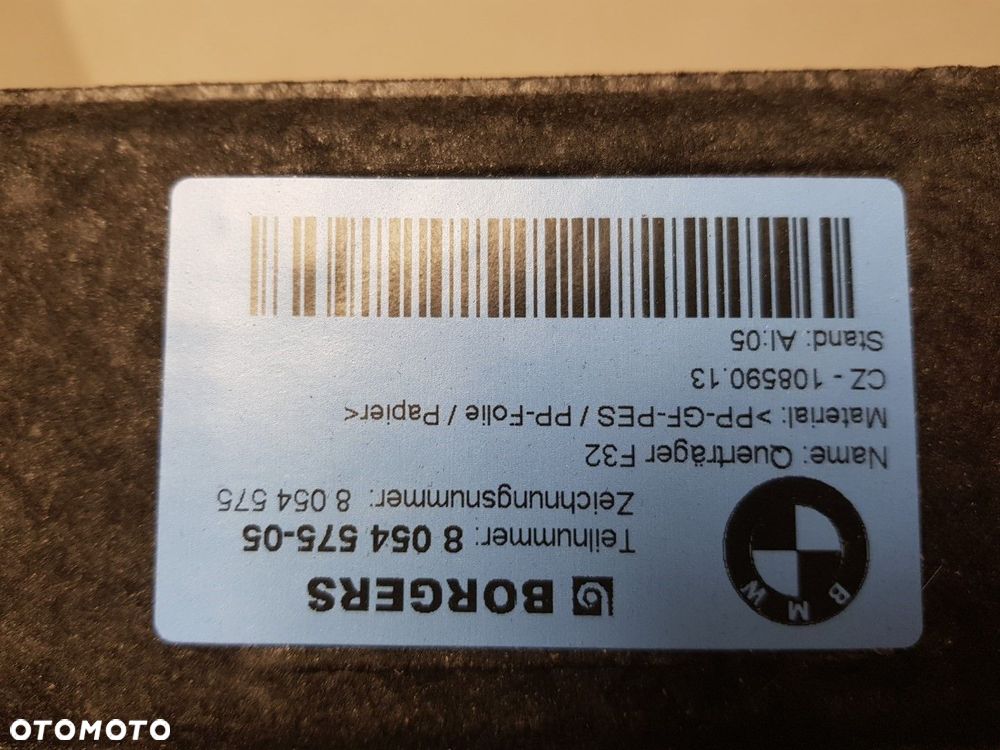 BORGERS
Teilnummer: 8 054 575-05
Zeichnungsnummer: 8 054 575
Name: Querträger F32
Material: >PP-GF-PES / PP-Folie / Papier<
CZ - 108590.13
Stand: AI:05
BMW
OTOMOTO